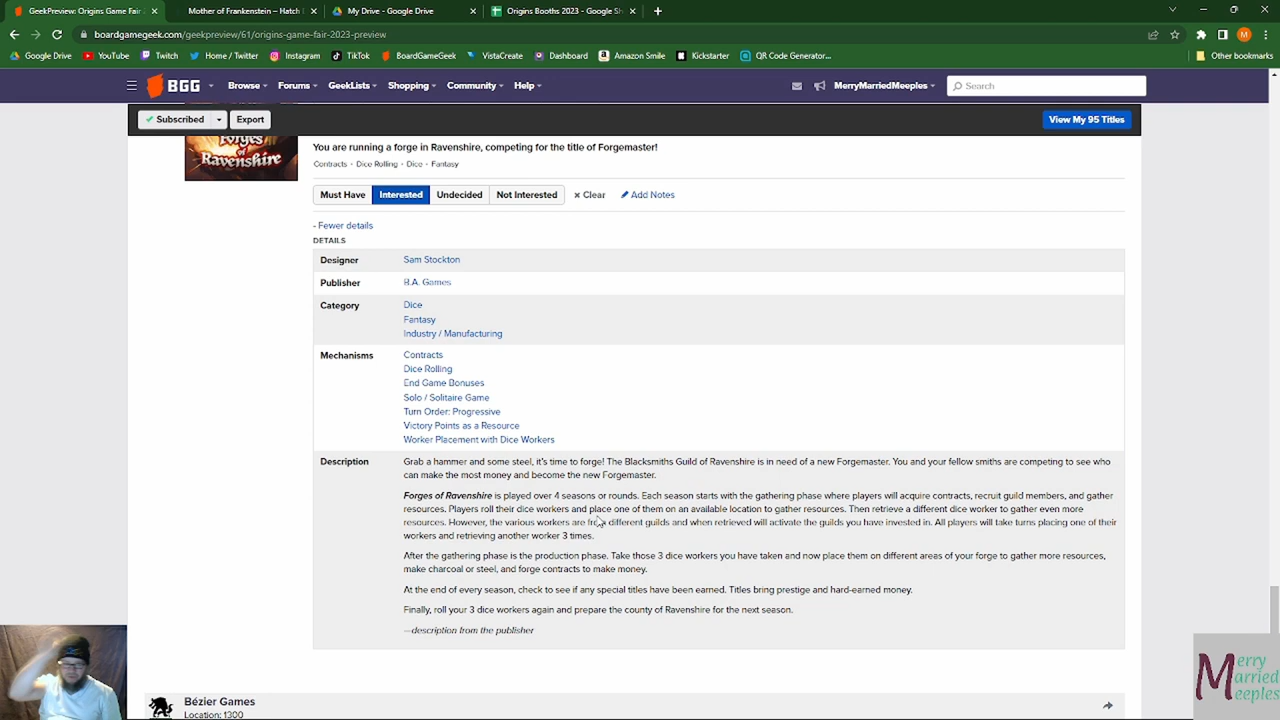 GeekPreview: Origins Game Fair
Mother of Frankenstein – Hatch
My Drive - Google Drive
Origins Booths 2023 - Google Sh
boardgamegeek.com/geekpreview/61/origins-game-fair-2023-preview
M
Google Drive YouTube Twitch Home / Twitter Instagram TikTok BoardGameGeek VistaCreate Dashboard Amazon Smile Kickstarter QR Code Generator... Other bookmarks
BGG Browse Forums GeekLists Shopping Community Help MerryMarriedMeeples Search
Subscribed Export View My 95 Titles
Forges of Ravenshire
You are running a forge in Ravenshire, competing for the title of Forgemaster!
Contracts · Dice Rolling · Dice · Fantasy
Must Have Interested Undecided Not Interested × Clear Add Notes
- Fewer details
DETAILS
Designer Sam Stockton
Publisher B.A. Games
Category Dice
Fantasy
Industry / Manufacturing
Mechanisms Contracts
Dice Rolling
End Game Bonuses
Solo / Solitaire Game
Turn Order: Progressive
Victory Points as a Resource
Worker Placement with Dice Workers
Description Grab a hammer and some steel, it's time to forge! The Blacksmiths Guild of Ravenshire is in need of a new Forgemaster. You and your fellow smiths are competing to see who
can make the most money and become the new Forgemaster.
Forges of Ravenshire is played over 4 seasons or rounds. Each season starts with the gathering phase where players will acquire contracts, recruit guild members, and gather
resources. Players roll their dice workers and place one of them on an available location to gather resources. Then retrieve a different dice worker to gather even more
resources. However, the various workers are from different guilds and when retrieved will activate the guilds you have invested in. All players will take turns placing one of their
workers and retrieving another worker 3 times.
After the gathering phase is the production phase. Take those 3 dice workers you have taken and now place them on different areas of your forge to gather more resources,
make charcoal or steel, and forge contracts to make money.
At the end of every season, check to see if any special titles have been earned. Titles bring prestige and hard-earned money.
Finally, roll your 3 dice workers again and prepare the county of Ravenshire for the next season.
—description from the publisher
Bézier Games
Location: 1300
Merry
Married
Meeples